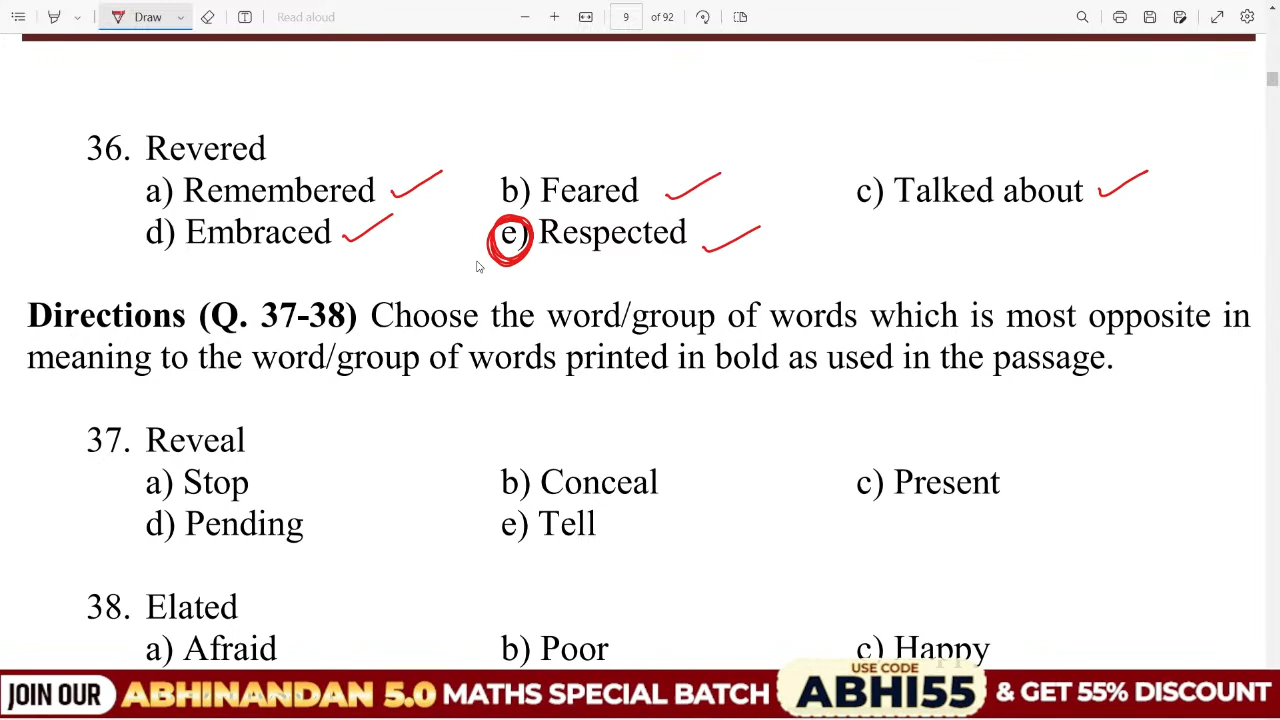 Draw
Read aloud
9 of 92
36. Revered
a) Remembered b) Feared c) Talked about
d) Embraced e) Respected
Directions (Q. 37-38) Choose the word/group of words which is most opposite in
meaning to the word/group of words printed in bold as used in the passage.
37. Reveal
a) Stop b) Conceal c) Present
d) Pending e) Tell
38. Elated
a) Afraid b) Poor c) Happy
JOIN OUR ABHINANDAN 5.0 MATHS SPECIAL BATCH USE CODE ABHI55 & GET 55% DISCOUNT